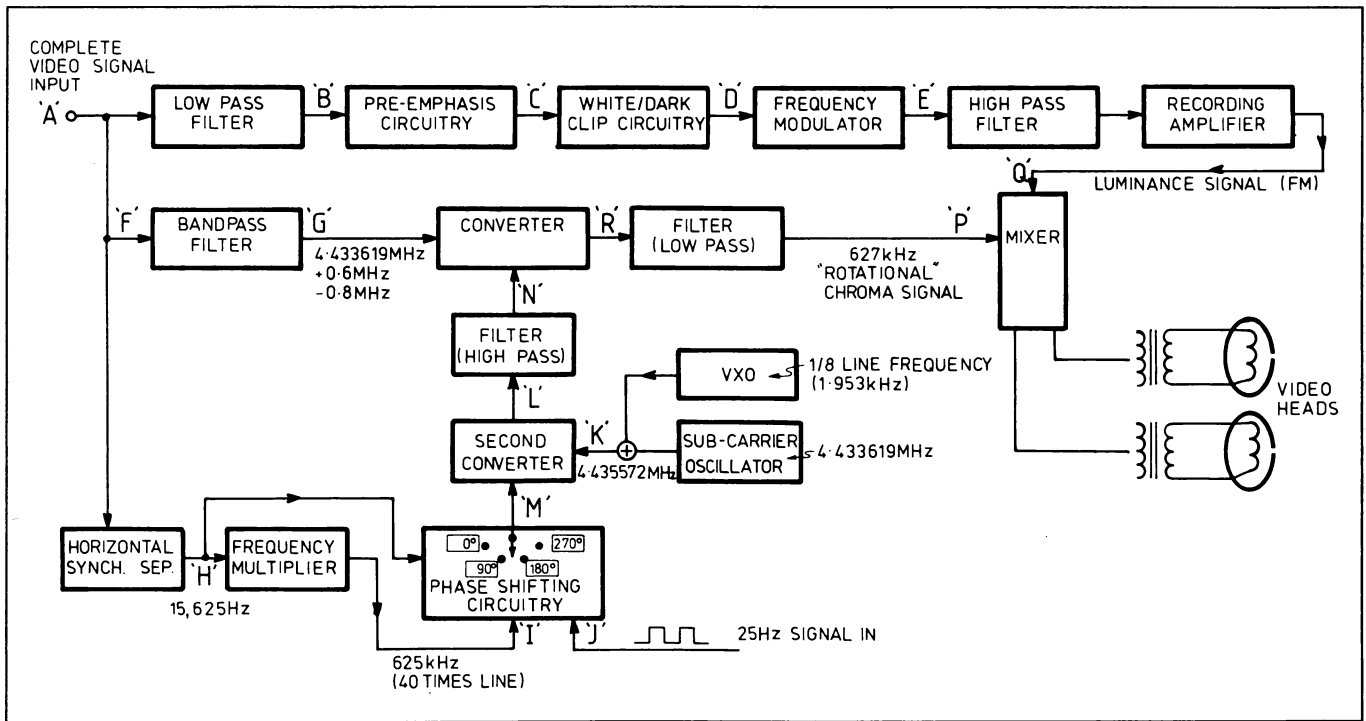 COMPLETE
VIDEO SIGNAL
INPUT
'A'
LOW PASS
FILTER
'B'
PRE-EMPHASIS
CIRCUITRY
'C'
WHITE/DARK
CLIP CIRCUITRY
'D'
FREQUENCY
MODULATOR
'E'
HIGH PASS
FILTER
RECORDING
AMPLIFIER
'Q'
LUMINANCE SIGNAL (FM)
'F'
BANDPASS
FILTER
'G'
4·433619MHz
+0·6MHz
-0·8MHz
CONVERTER
'R'
FILTER
(LOW PASS)
'P'
627kHz
"ROTATIONAL"
CHROMA SIGNAL
MIXER
'N'
FILTER
(HIGH PASS)
'L'
VXO
1/8 LINE FREQUENCY
(1·953kHz)
VIDEO
HEADS
SECOND
CONVERTER
'K'
4·435572MHz
SUB-CARRIER
OSCILLATOR
4·433619MHz
'M'
HORIZONTAL
SYNCH. SEP.
'H'
15,625Hz
FREQUENCY
MULTIPLIER
0°
270°
90°
180°
PHASE SHIFTING
CIRCUITRY
'I'
'J'
25Hz SIGNAL IN
625kHz
(40 TIMES LINE)